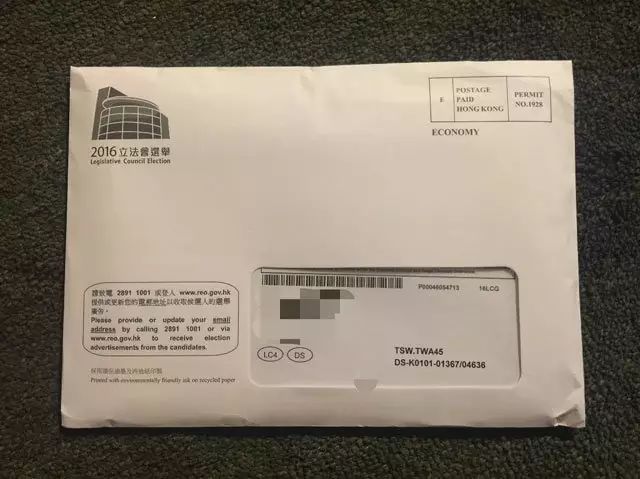 2016 立法會選舉
Legislative Council Election
E
POSTAGE
PAID
HONG KONG
PERMIT
NO.1928
ECONOMY
請致電 2891 1001 或登入 www.reo.gov.hk
提供或更新您的電郵地址以收取候選人的選舉
廣告。
Please provide or update your email
address by calling 2891 1001 or via
www.reo.gov.hk to receive election
advertisements from the candidates.
採用環保油墨及再造紙印製
Printed with environmentally friendly ink on recycled paper
P00046054713 16LCG
LC4 DS
TSW.TWA45
DS-K0101-01367/04636